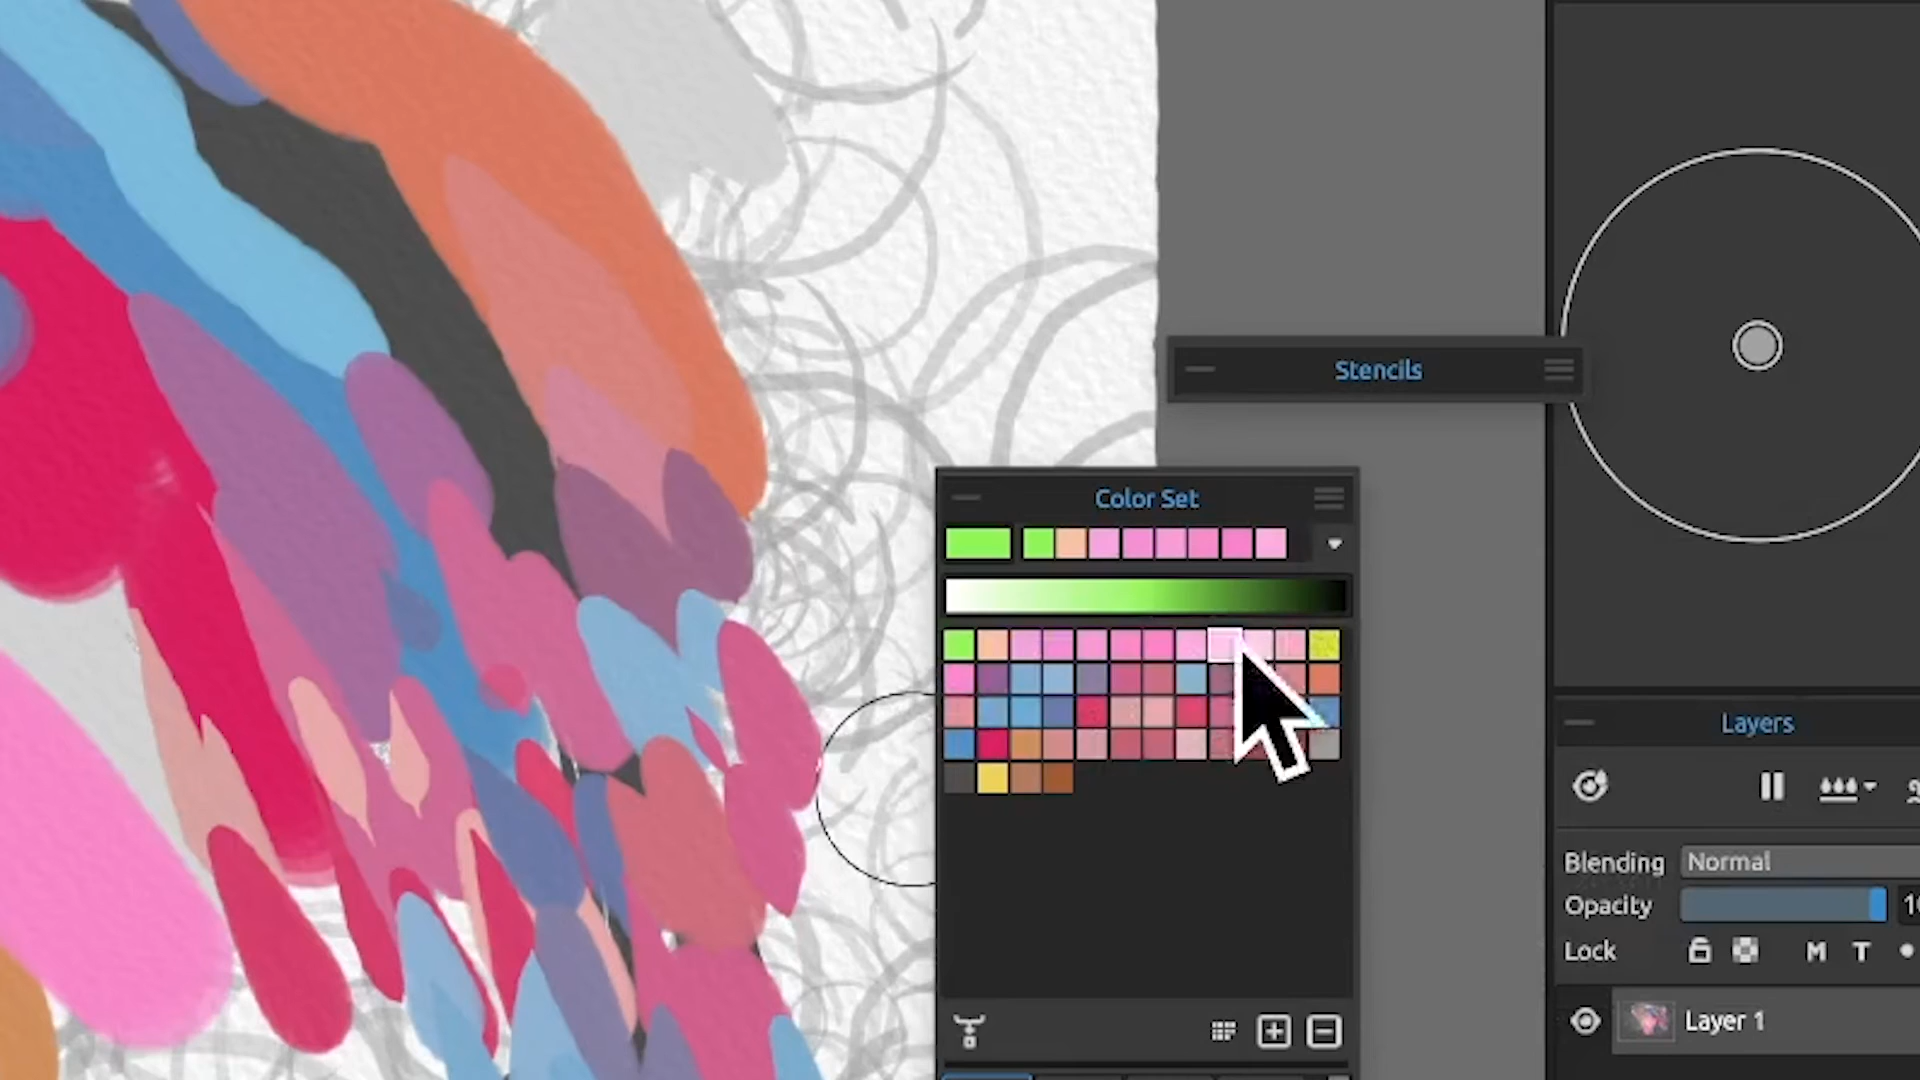 Stencils
Color Set
Layers
Blending Normal
Opacity
Lock M T
Layer 1